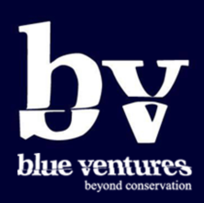 bv
blue ventures
beyond conservation